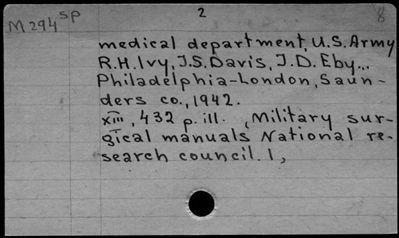 M294 sp 2 8
medical department, U.S. Army
R.H. Ivy, J.S. Davis, J.D. Eby...
Philadelphia-London, Saun-
ders co., 1942.
xiii, 432 p. ill. , Military sur-
gical manuals National re-
search council. 1,